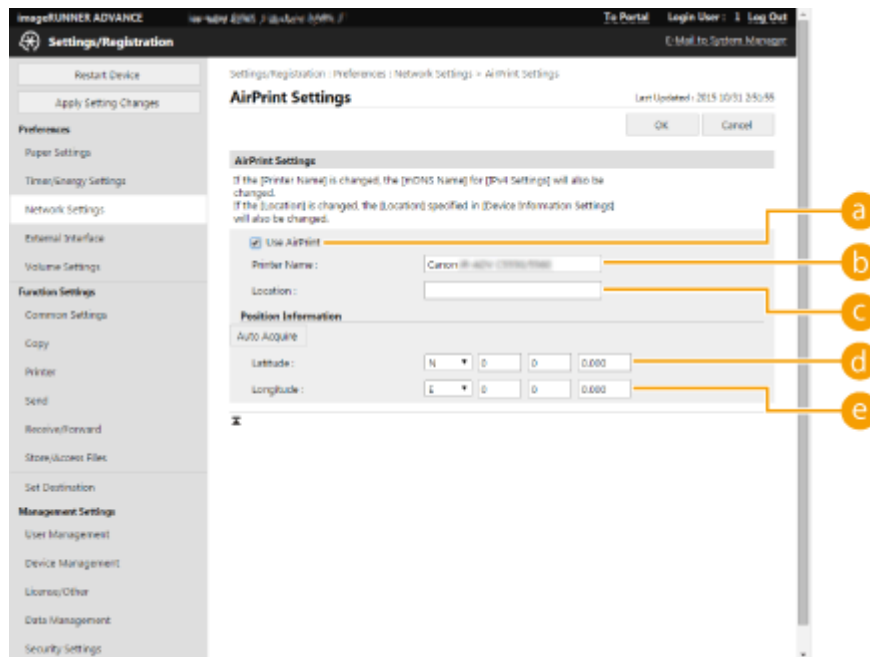 imageRUNNER ADVANCE
To Portal Login User : 1 Log Out
Settings/Registration
E-Mail to System Manager
Restart Device
Apply Setting Changes
Preferences
Paper Settings
Timer/Energy Settings
Network Settings
External Interface
Volume Settings
Function Settings
Common Settings
Copy
Printer
Send
Receive/Forward
Store/Access Files
Set Destination
Management Settings
User Management
Device Management
License/Other
Data Management
Security Settings
Settings/Registration : Preferences : Network Settings > AirPrint Settings
AirPrint Settings
Last Updated : 2015 10/31 2:51:55
OK Cancel
AirPrint Settings
If the [Printer Name] is changed, the [mDNS Name] for [IPv4 Settings] will also be
changed.
If the [Location] is changed, the [Location] specified in [Device Information Settings]
will also be changed.
Use AirPrint
Printer Name : Canon
Location :
Position Information
Auto Acquire
Latitude : N 0 0 0.000
Longitude : E 0 0 0.000
a
b
c
d
e